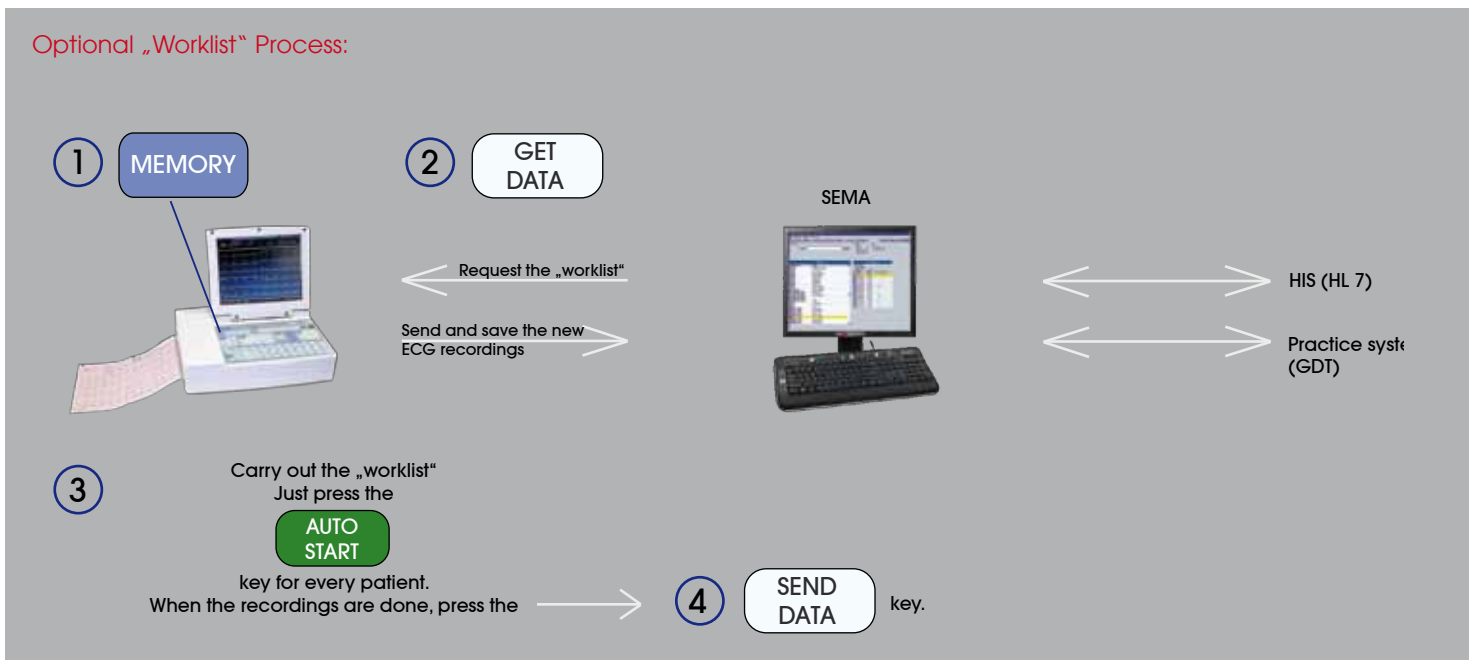 Optional „Worklist“ Process:
1
MEMORY
2
GET
DATA
SEMA
Request the „worklist“
Send and save the new
ECG recordings
HIS (HL 7)
Practice syste
(GDT)
3
Carry out the „worklist“
Just press the
AUTO
START
key for every patient.
When the recordings are done, press the
4
SEND
DATA
key.